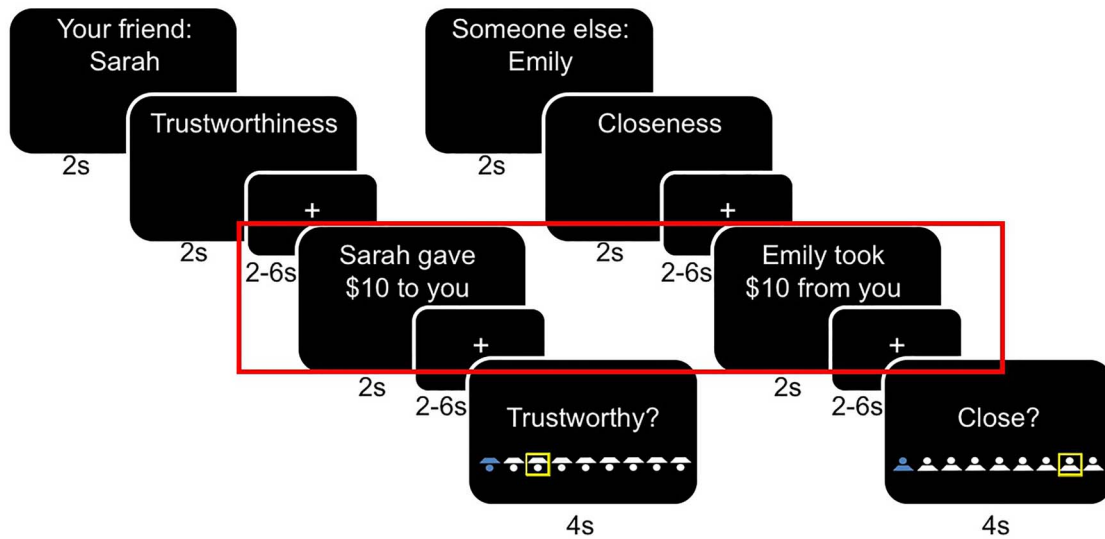 Your friend:
Sarah
2s
Trustworthiness
2s
+
2-6s
Sarah gave
$10 to you
2s
+
2-6s
Trustworthy?
4s
Someone else:
Emily
2s
Closeness
2s
+
2-6s
Emily took
$10 from you
2s
+
2-6s
Close?
4s